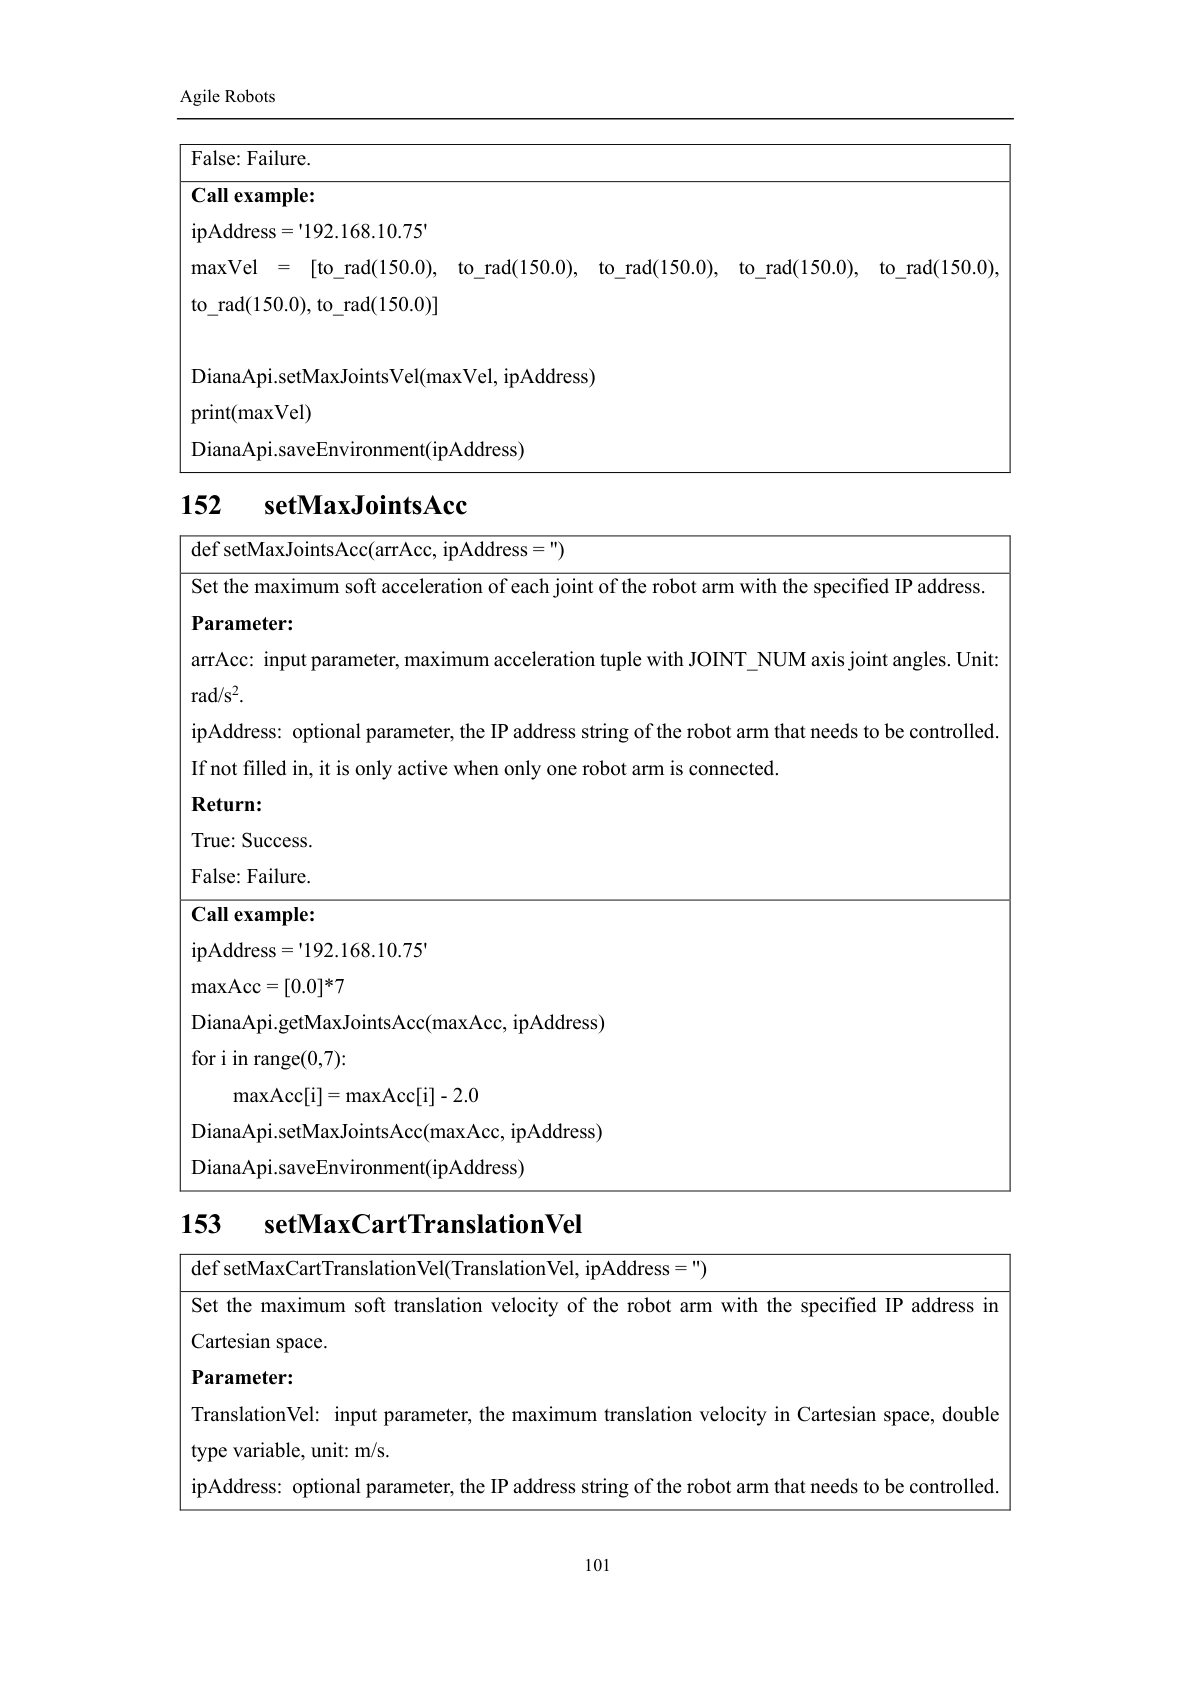 Agile Robots
False: Failure.
Call example:
ipAddress = '192.168.10.75'
maxVel = [to_rad(150.0), to_rad(150.0), to_rad(150.0), to_rad(150.0), to_rad(150.0),
to_rad(150.0), to_rad(150.0)]
DianaApi.setMaxJointsVel(maxVel, ipAddress)
print(maxVel)
DianaApi.saveEnvironment(ipAddress)
152 setMaxJointsAcc
def setMaxJointsAcc(arrAcc, ipAddress = '')
Set the maximum soft acceleration of each joint of the robot arm with the specified IP address.
Parameter:
arrAcc: input parameter, maximum acceleration tuple with JOINT_NUM axis joint angles. Unit:
rad/s².
ipAddress: optional parameter, the IP address string of the robot arm that needs to be controlled.
If not filled in, it is only active when only one robot arm is connected.
Return:
True: Success.
False: Failure.
Call example:
ipAddress = '192.168.10.75'
maxAcc = [0.0]*7
DianaApi.getMaxJointsAcc(maxAcc, ipAddress)
for i in range(0,7):
maxAcc[i] = maxAcc[i] - 2.0
DianaApi.setMaxJointsAcc(maxAcc, ipAddress)
DianaApi.saveEnvironment(ipAddress)
153 setMaxCartTranslationVel
def setMaxCartTranslationVel(TranslationVel, ipAddress = '')
Set the maximum soft translation velocity of the robot arm with the specified IP address in
Cartesian space.
Parameter:
TranslationVel: input parameter, the maximum translation velocity in Cartesian space, double
type variable, unit: m/s.
ipAddress: optional parameter, the IP address string of the robot arm that needs to be controlled.
101